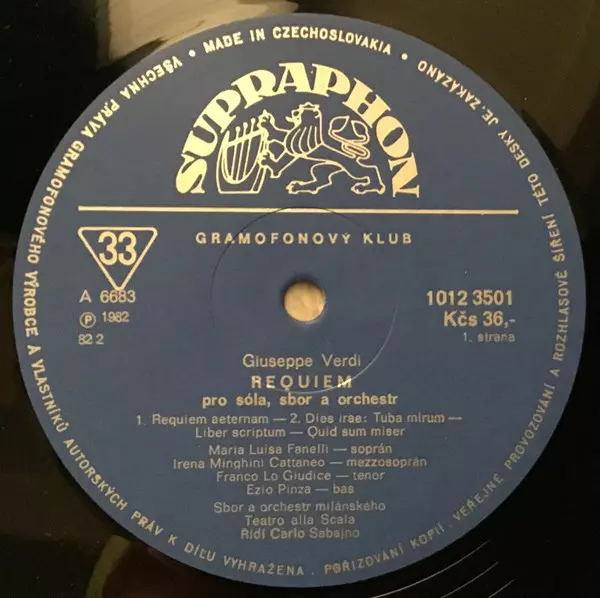 VŠECHNA PRÁVA GRAMOFONOVÉHO VÝROBCE A VLASTNÍKŮ AUTORSKÝCH PRÁV K DÍLU VYHRAŽENA. POŘIZOVÁNÍ KOPIÍ. VEŘEJNÉ PROVOZOVÁNÍ A ROZHLASOVÉ ŠÍŘENÍ TÉTO DESKY JE ZAKÁZÁNO
• MADE IN CZECHOSLOVAKIA •
SUPRAPHON
GRAMOFONOVÝ KLUB
33
A 6683
Ⓟ 1982
82 2
1012 3501
Kčs 36,-
1. strana
Giuseppe Verdi
REQUIEM
pro sóla, sbor a orchestr
1. Requiem aeternam — 2. Dies irae: Tuba mirum —
Liber scriptum — Quid sum miser
Maria Luisa Fanelli — soprán
Irena Minghini Cattaneo — mezzosoprán
Franco Lo Giudice — tenor
Ezio Pinza — bas
Sbor a orchestr milánského
Teatro alla Scala
Řídí Carlo Sabajno